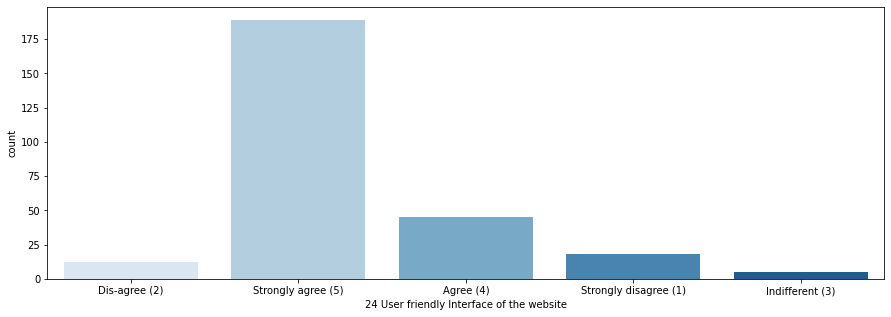 175
150
125
100
75
50
25
0
count
Dis-agree (2) Strongly agree (5) Agree (4) Strongly disagree (1) Indifferent (3)
24 User friendly Interface of the website